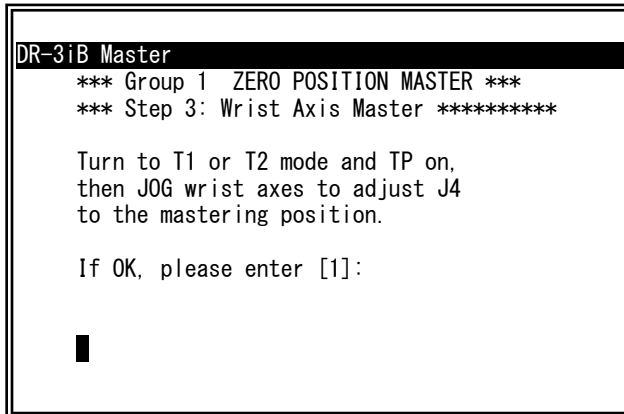 DR-3iB Master
*** Group 1 ZERO POSITION MASTER ***
*** Step 3: Wrist Axis Master **********
Turn to T1 or T2 mode and TP on,
then JOG wrist axes to adjust J4
to the mastering position.
If OK, please enter [1]: